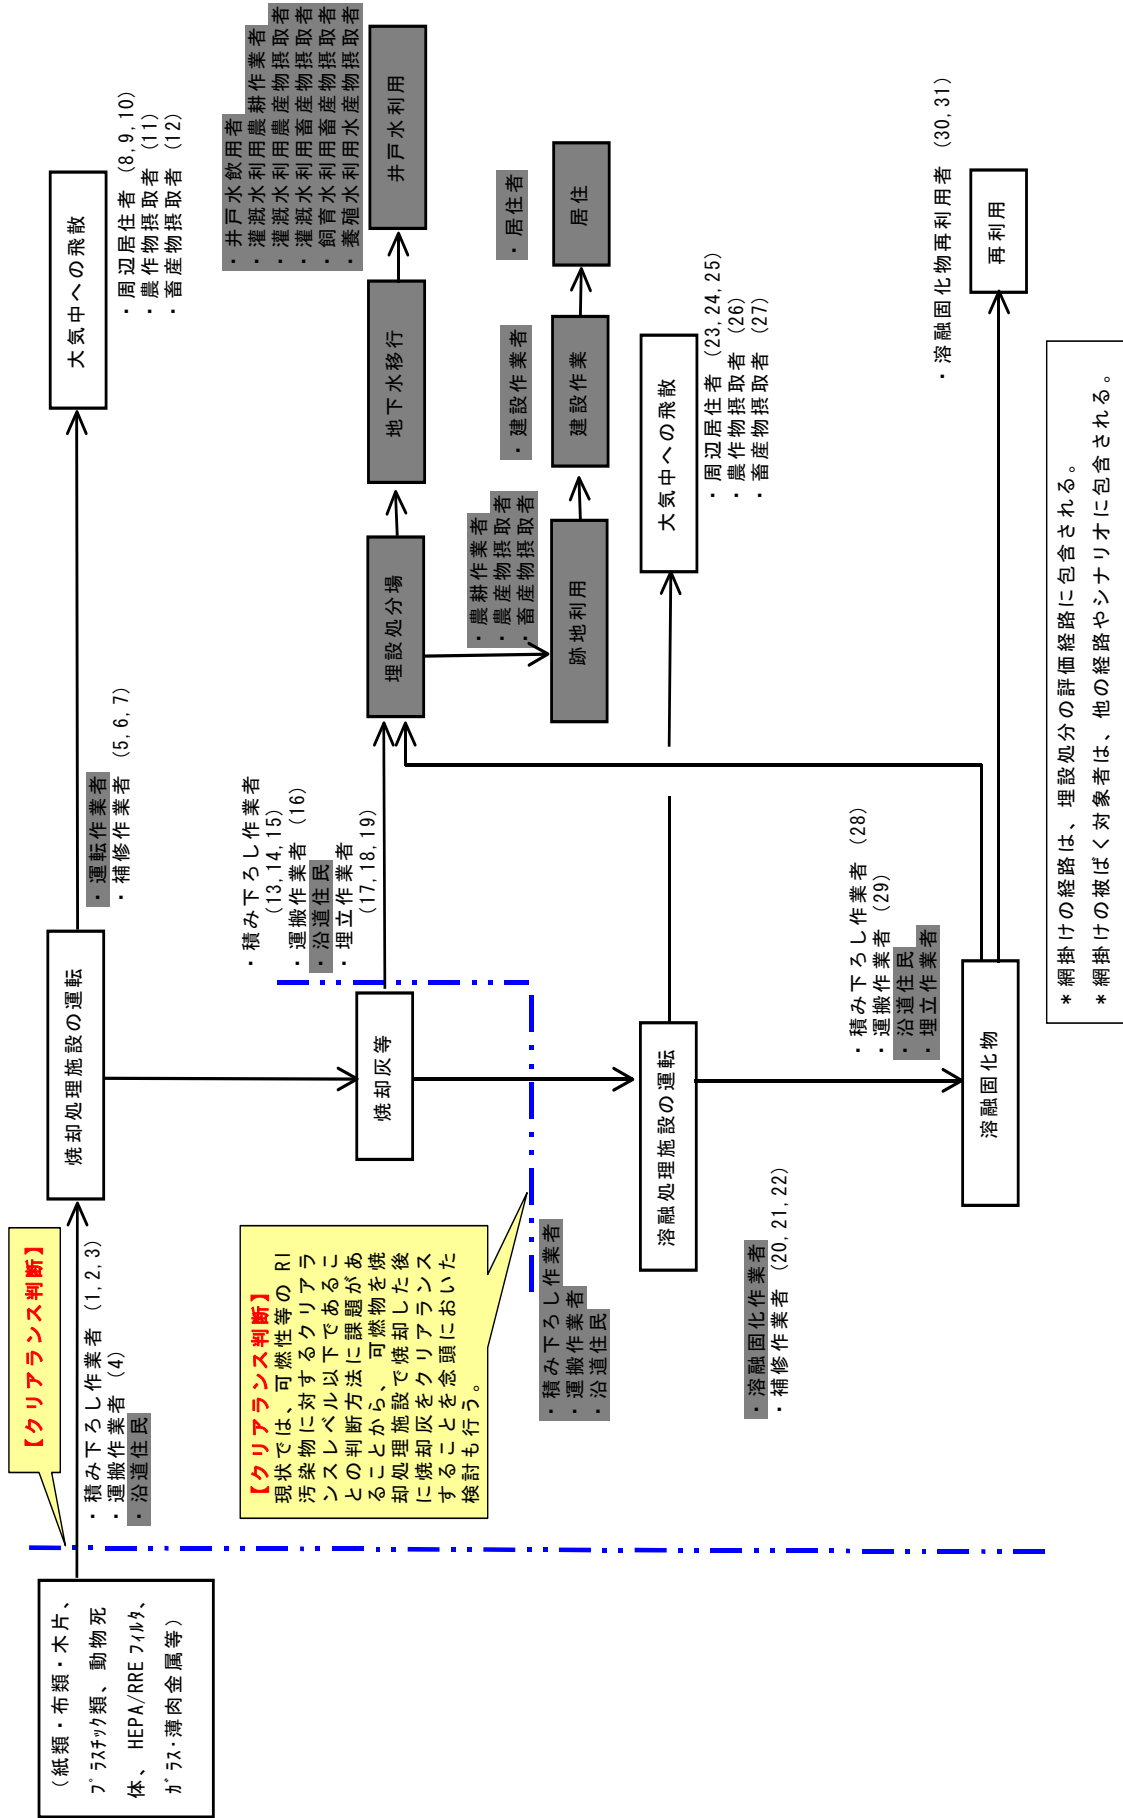 （紙類・布類・木片、
ﾌﾟﾗｽﾁｯｸ類、動物死
体、HEPA/RREﾌｨﾙﾀ、
ｶﾞﾗｽ・薄肉金属等）
【クリアランス判断】
・積み下ろし作業者 (1,2,3)
・運搬作業者 (4)
・沿道住民
焼却処理施設の運転
・運転作業者
・補修作業者 (5,6,7)
大気中への飛散
・周辺居住者 (8,9,10)
・農作物摂取者 (11)
・畜産物摂取者 (12)
【クリアランス判断】
現状では、可燃性等のRI
汚染物に対するクリアラ
ンスレベル以下であるこ
との判断方法に課題があ
ることから、可燃物を焼
却処理施設で焼却した後
に焼却灰をクリアランス
することを念頭においた
検討も行う。
焼却灰等
・積み下ろし作業者
(13,14,15)
・運搬作業者 (16)
・沿道住民
・埋立作業者
(17,18,19)
埋設処分場
地下水移行
・井戸水飲用者
・灌漑水利用農耕作業者
・灌漑水利用農産物摂取者
・灌漑水利用畜産物摂取者
・飼育水利用畜産物摂取者
・養殖水利用水産物摂取者
井戸水利用
・農耕作業者
・農産物摂取者
・畜産物摂取者
跡地利用
・建設作業者
建設作業
・居住者
居住
・積み下ろし作業者
・運搬作業者
・沿道住民
溶融処理施設の運転
大気中への飛散
・周辺居住者 (23,24,25)
・農作物摂取者 (26)
・畜産物摂取者 (27)
・溶融固化作業者
・補修作業者 (20,21,22)
・積み下ろし作業者 (28)
・運搬作業者 (29)
・沿道住民
・埋立作業者
溶融固化物
・溶融固化物再利用者 (30,31)
再利用
＊網掛けの経路は、埋設処分の評価経路に包含される。
＊網掛けの被ばく対象者は、他の経路やシナリオに包含される。